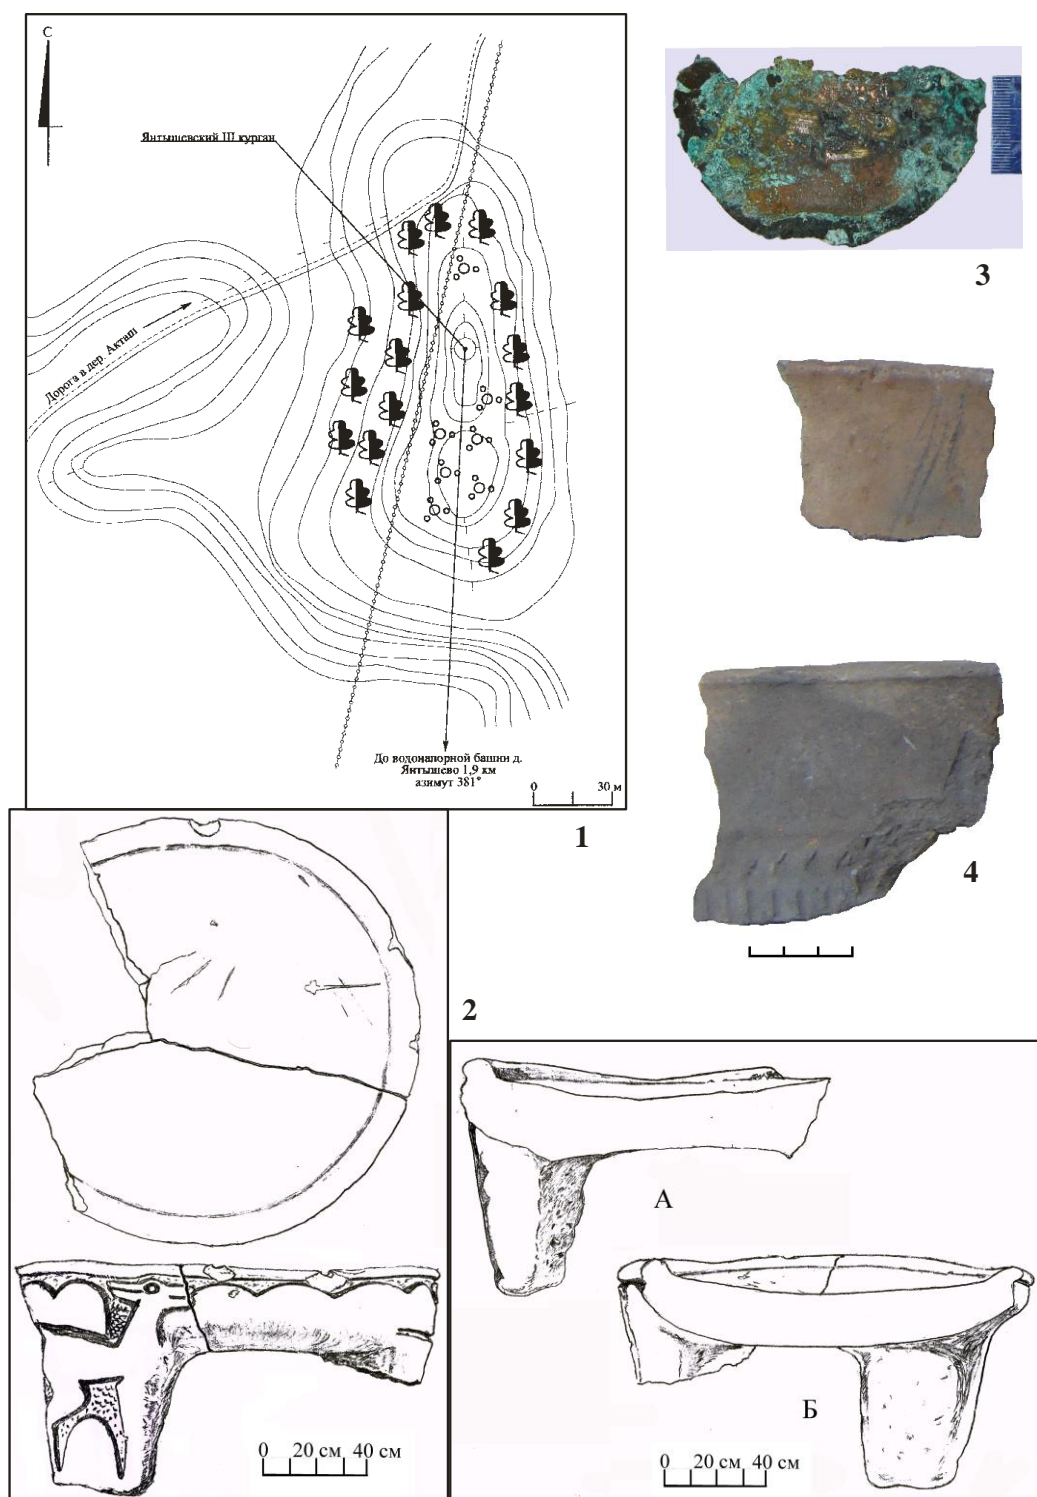 С
Янтышевский III курган
Дорога в дер. Акташ
До водонапорной башни д.
Янтышево 1,9 км
азимут 381°
0 30 м
1
3
4
2
А
Б
0 20 см 40 см
0 20 см 40 см